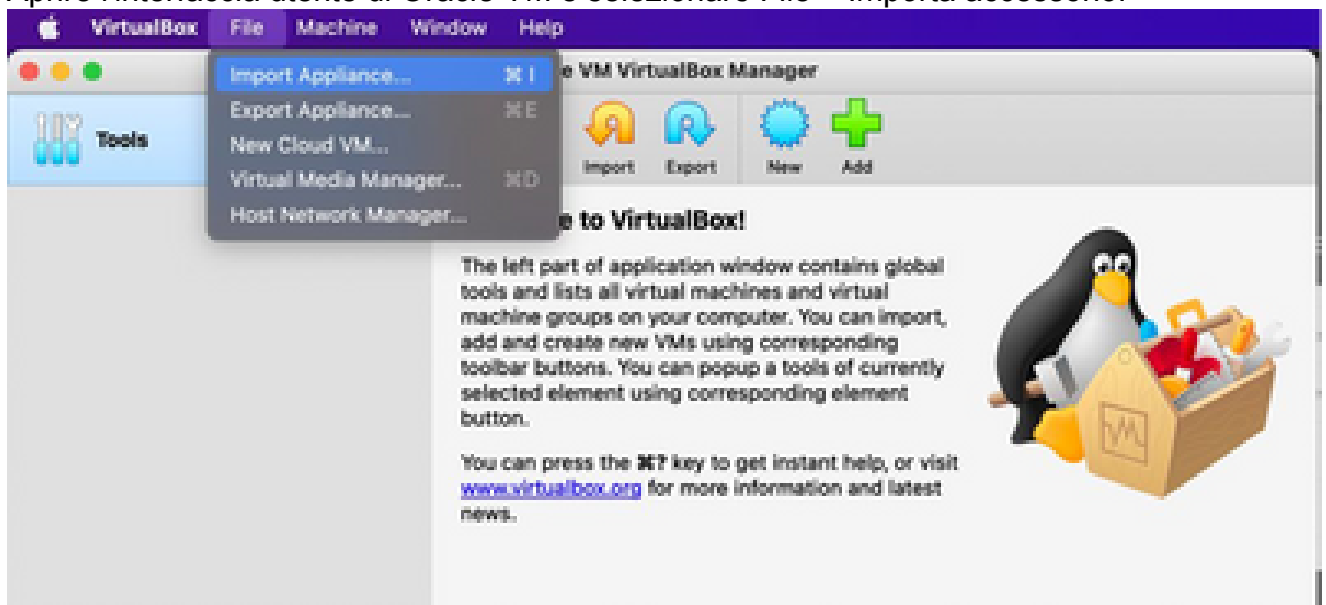 VirtualBox File Machine Window Help
Import Appliance... ⌘ I
e VM VirtualBox Manager
Export Appliance... ⌘E
Tools
New Cloud VM...
Import Export New Add
Virtual Media Manager... ⌘D
Host Network Manager...
e to VirtualBox!
The left part of application window contains global
tools and lists all virtual machines and virtual
machine groups on your computer. You can import,
add and create new VMs using corresponding
toolbar buttons. You can popup a tools of currently
selected element using corresponding element
button.
You can press the ⌘? key to get instant help, or visit
www.virtualbox.org for more information and latest
news.